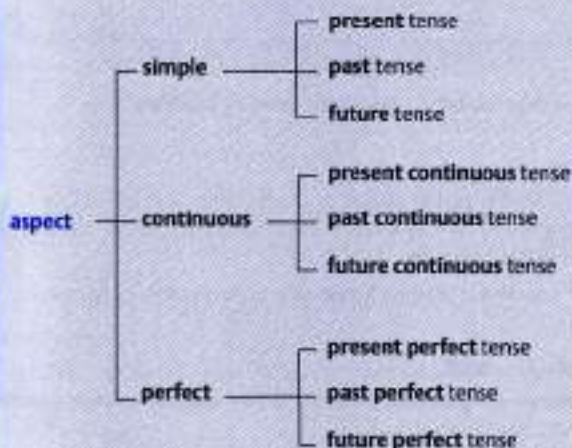 present tense
simple
past tense
future tense
present continuous tense
aspect
continuous
past continuous tense
future continuous tense
present perfect tense
perfect
past perfect tense
future perfect tense